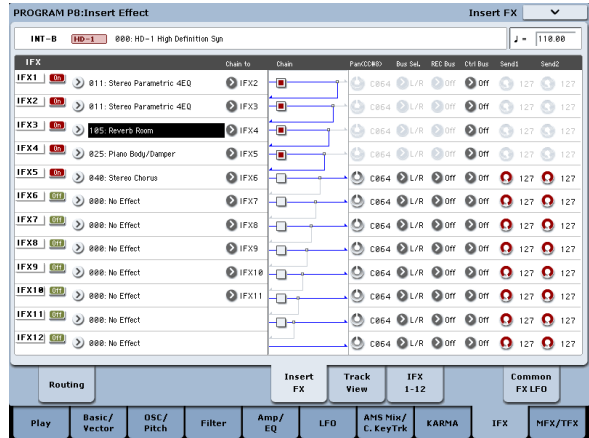 PROGRAM P8:Insert Effect Insert FX
INT-B HD-1 000: HD-1 High Definition Syn ♩= 110.00
IFX Chain to Chain Pan(CC#8) Bus Sel. REC Bus Ctrl Bus Send1 Send2
IFX1 On 011: Stereo Parametric 4EQ IFX2 C064 L/R Off Off 127 127
IFX2 On 011: Stereo Parametric 4EQ IFX3 C064 L/R Off Off 127 127
IFX3 On 105: Reverb Room IFX4 C064 L/R Off Off 127 127
IFX4 On 025: Piano Body/Damper IFX5 C064 L/R Off Off 127 127
IFX5 On 040: Stereo Chorus IFX6 C064 L/R Off Off 127 127
IFX6 Off 000: No Effect IFX7 C064 L/R Off Off 127 127
IFX7 Off 000: No Effect IFX8 C064 L/R Off Off 127 127
IFX8 Off 000: No Effect IFX9 C064 L/R Off Off 127 127
IFX9 Off 000: No Effect IFX10 C064 L/R Off Off 127 127
IFX10 Off 000: No Effect IFX11 C064 L/R Off Off 127 127
IFX11 Off 000: No Effect C064 L/R Off Off 127 127
IFX12 Off 000: No Effect C064 L/R Off Off 127 127
Routing Insert FX Track View IFX 1-12 Common FX LFO
Play Basic/Vector OSC/Pitch Filter Amp/EQ LFO AMS Mix/C.KeyTrk KARMA IFX MFX/TFX